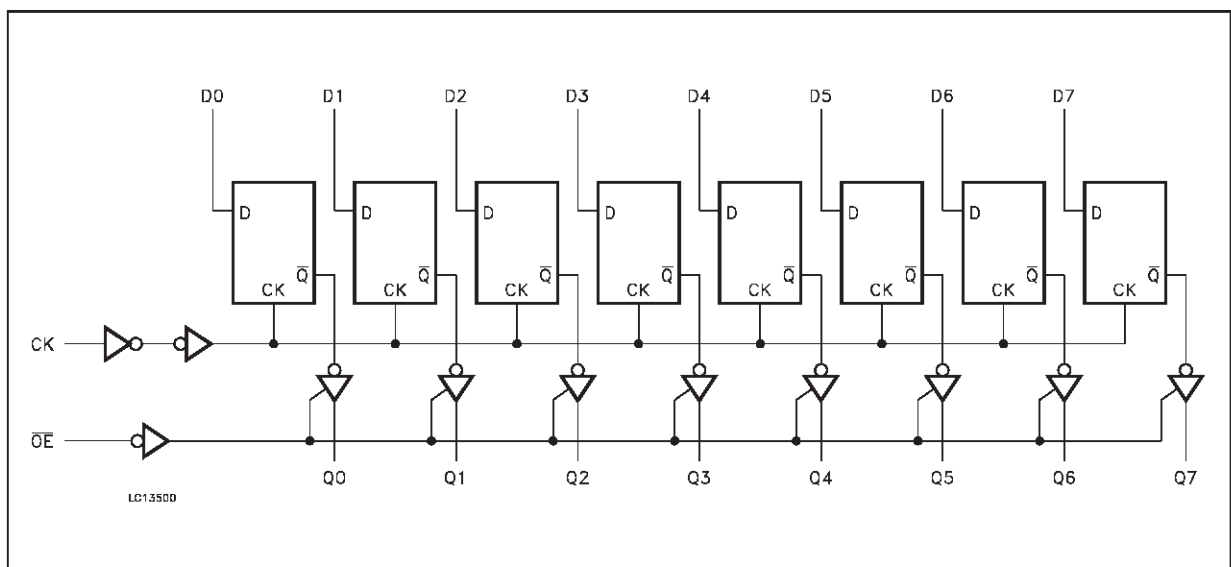 D0 D1 D2 D3 D4 D5 D6 D7
D D D D D D D D
Q̅ Q̅ Q̅ Q̅ Q̅ Q̅ Q̅ Q̅
CK CK CK CK CK CK CK CK
CK
O̅E̅
Q0 Q1 Q2 Q3 Q4 Q5 Q6 Q7
LC13500